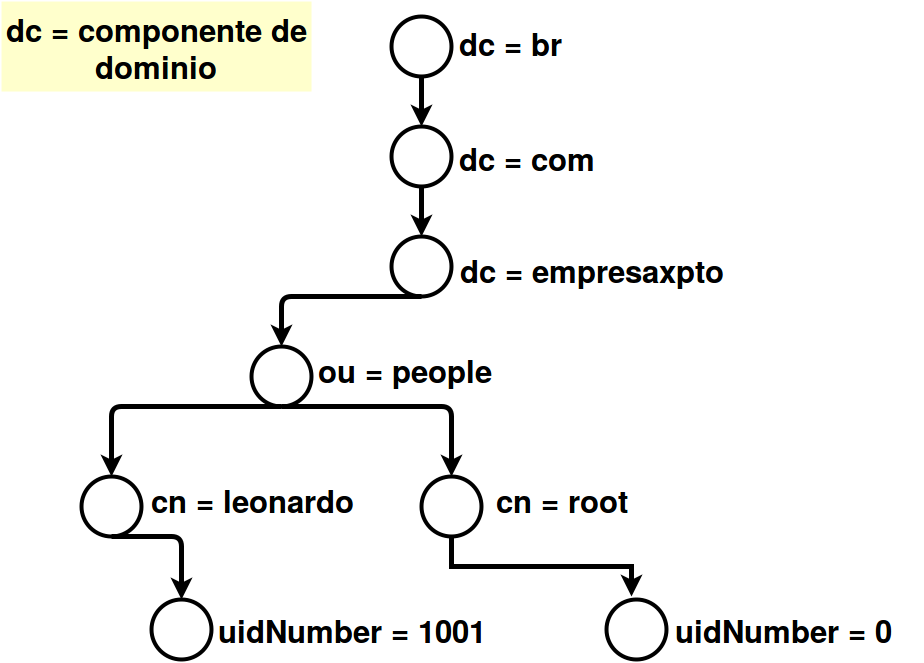 dc = componente de
dominio
dc = br
dc = com
dc = empresaxpto
ou = people
cn = leonardo
cn = root
uidNumber = 1001
uidNumber = 0